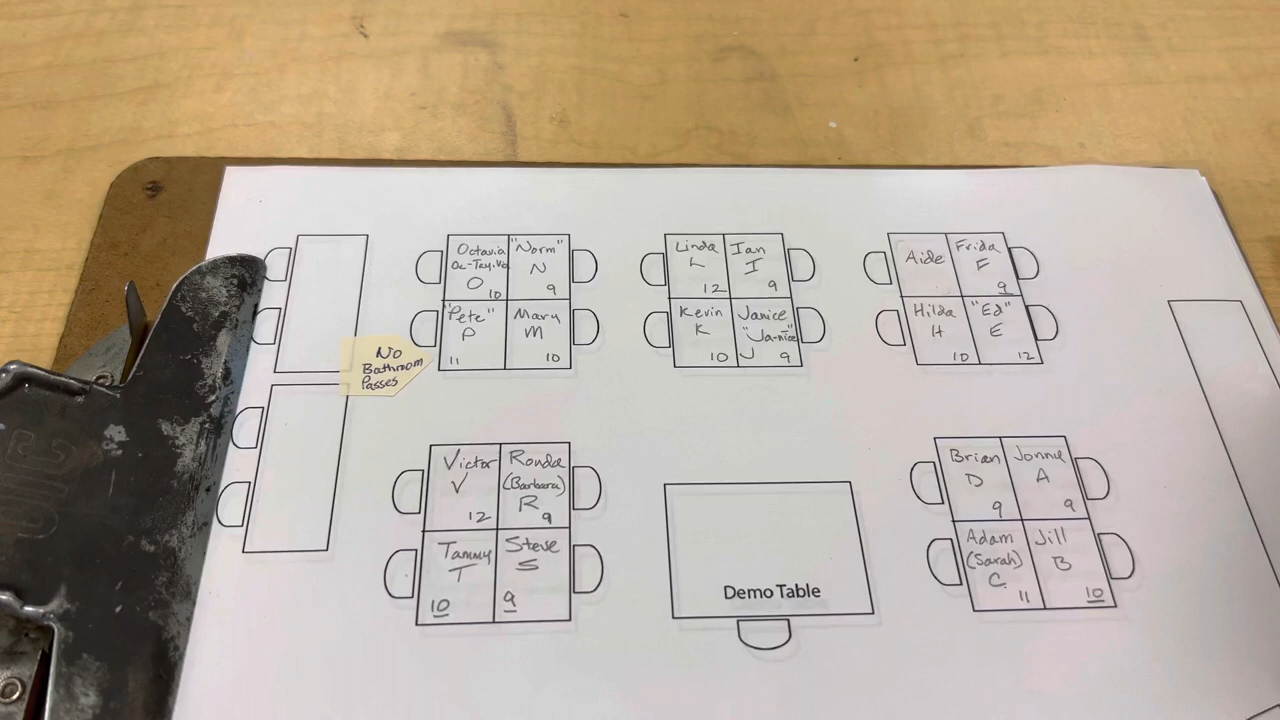 Octavia
Oc-Tay.Va
O
10
"Norm"
N
9
"Pete"
P
11
Mary
M
10
Linda
L
12
Ian
I
9
Kevin
K
10
Janice
"Ja-nice"
J 9
Aide
Frida
F
9
Hilda
H
10
"Ed"
E
12
No
Bathroom
Passes
Victor
V
12
Ronda
(Barbara)
R
9
Tammy
T
10
Steve
S
9
Demo Table
Brian
D
9
Jonny
A
9
Adam
(Sarah)
C
11
Jill
B
10